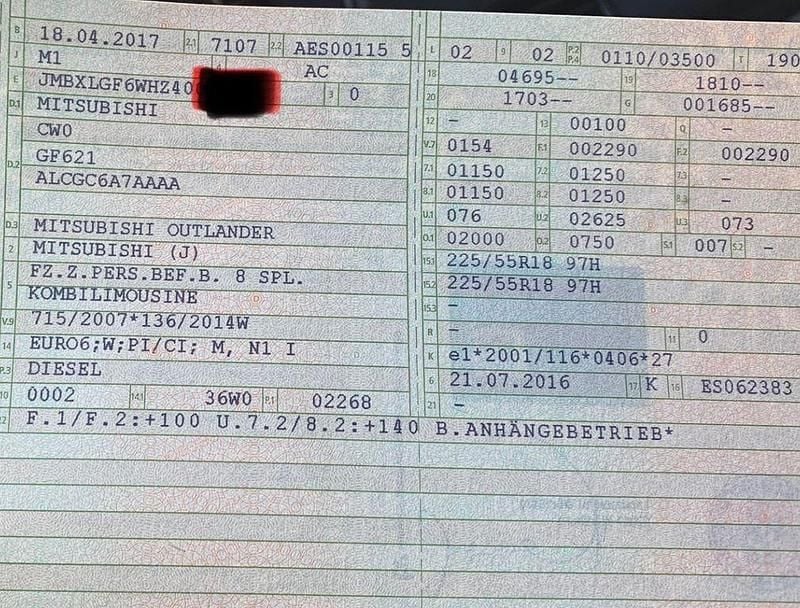 B 18.04.2017 2.1 7107 2.2 AES00115 5
J M1 4 AC
E JMBXLGF6WHZ40 3 0
D.1 MITSUBISHI
CW0
D.2 GF621
ALCGC6A7AAAA
D.3 MITSUBISHI OUTLANDER
2 MITSUBISHI (J)
5 FZ.Z.PERS.BEF.B. 8 SPL.
KOMBILIMOUSINE
V.9 715/2007*136/2014W
14 EURO6;W;PI/CI; M, N1 I
P.3 DIESEL
10 0002 14.1 36W0 P.1 02268
L 02 9 02 P.2 P.4 0110/03500 T 190
18 04695-- 19 1810--
20 1703-- G 001685--
12 - 13 00100 Q -
V.7 0154 F.1 002290 F.2 002290
7.1 01150 7.2 01250 7.3 -
8.1 01150 8.2 01250 8.3 -
U.1 076 U.2 02625 U.3 073
O.1 02000 O.2 0750 S.1 007 S.2 -
15.1 225/55R18 97H
15.2 225/55R18 97H
15.3 -
R - 11 0
K e1*2001/116*0406*27
6 21.07.2016 17 K 16 ES062383
21 -
22 F.1/F.2:+100 U.7.2/8.2:+140 B.ANHÄNGEBETRIEB*